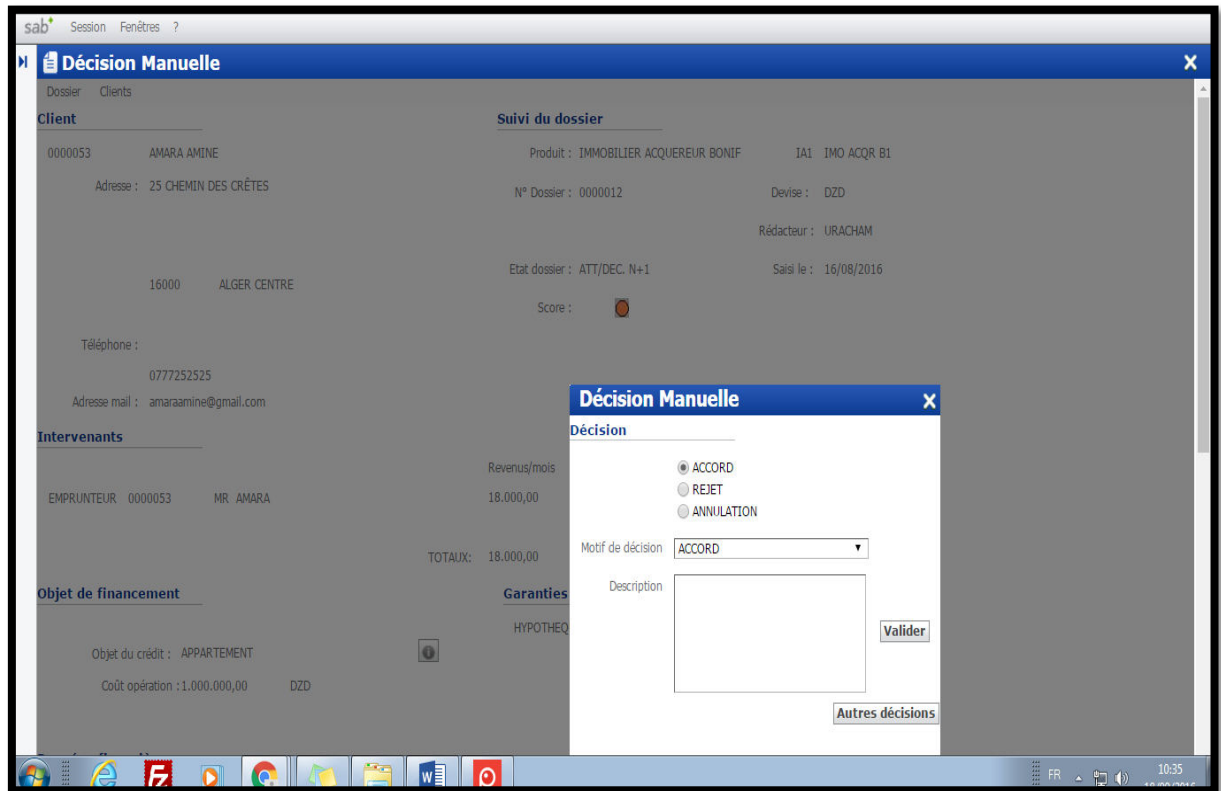 sab Session Fenêtres ?
Décision Manuelle X
Dossier Clients
Client
Suivi du dossier
0000053 AMARA AMINE
Produit : IMMOBILIER ACQUEREUR BONIF IA1 IMO ACQR B1
Adresse : 25 CHEMIN DES CRÊTES
N° Dossier : 0000012 Devise : DZD
Rédacteur : URACHAM
Etat dossier : ATT/DEC. N+1 Saisi le : 16/08/2016
16000 ALGER CENTRE
Score :
Téléphone :
0777252525
Adresse mail : amaraamine@gmail.com
Intervenants
Revenus/mois
EMPRUNTEUR 0000053 MR AMARA 18.000,00
TOTAUX: 18.000,00
Objet de financement
Garanties
HYPOTHEQ
Objet du crédit : APPARTEMENT
Coût opération : 1.000.000,00 DZD
Décision Manuelle X
Décision
ACCORD
REJET
ANNULATION
Motif de décision ACCORD
Description
Valider
Autres décisions
FR 10:35